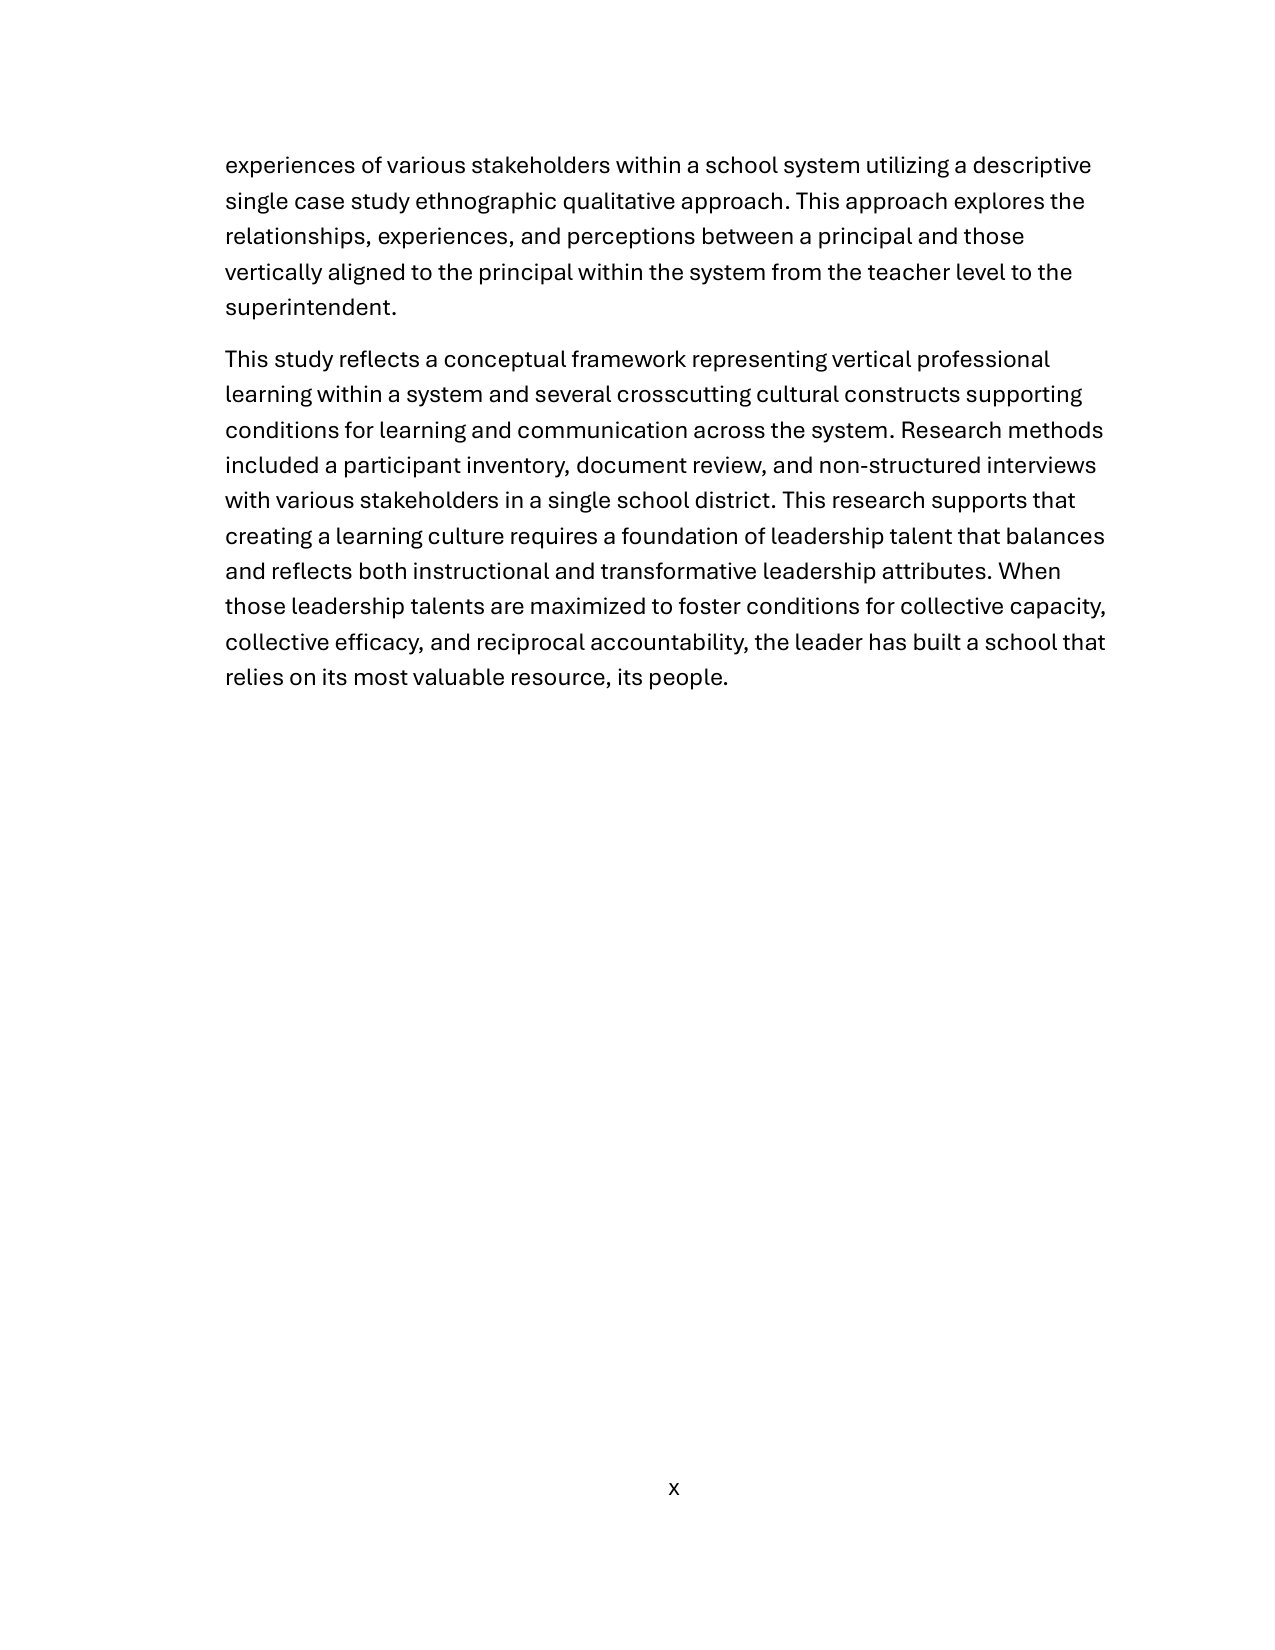 experiences of various stakeholders within a school system utilizing a descriptive
single case study ethnographic qualitative approach. This approach explores the
relationships, experiences, and perceptions between a principal and those
vertically aligned to the principal within the system from the teacher level to the
superintendent.
This study reflects a conceptual framework representing vertical professional
learning within a system and several crosscutting cultural constructs supporting
conditions for learning and communication across the system. Research methods
included a participant inventory, document review, and non-structured interviews
with various stakeholders in a single school district. This research supports that
creating a learning culture requires a foundation of leadership talent that balances
and reflects both instructional and transformative leadership attributes. When
those leadership talents are maximized to foster conditions for collective capacity,
collective efficacy, and reciprocal accountability, the leader has built a school that
relies on its most valuable resource, its people.
x